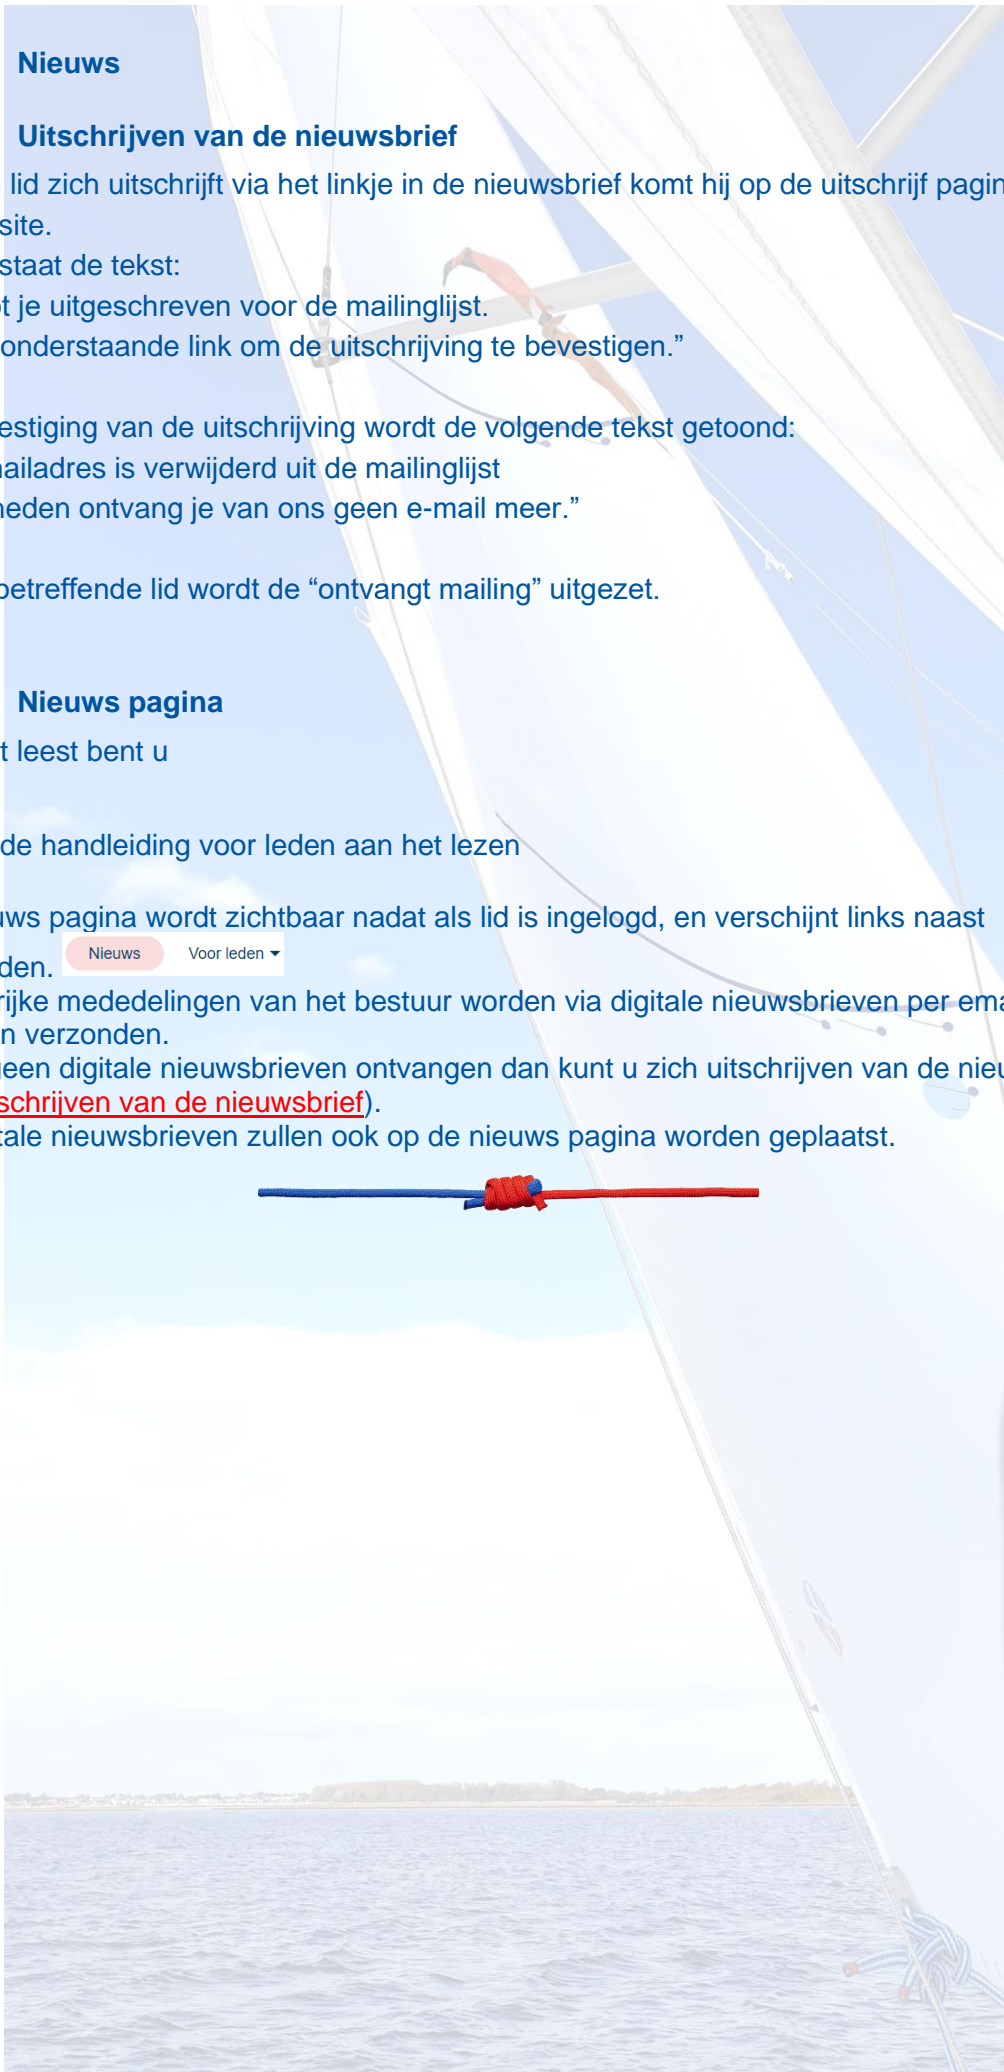 Nieuws
Uitschrijven van de nieuwsbrief
lid zich uitschrijft via het linkje in de nieuwsbrief komt hij op de uitschrijf pagin
site.
staat de tekst:
t je uitgeschreven voor de mailinglijst.
onderstaande link om de uitschrijving te bevestigen.”
estiging van de uitschrijving wordt de volgende tekst getoond:
ailadres is verwijderd uit de mailinglijst
heden ontvang je van ons geen e-mail meer.”
betreffende lid wordt de “ontvangt mailing” uitgezet.
Nieuws pagina
t leest bent u
de handleiding voor leden aan het lezen
uws pagina wordt zichtbaar nadat als lid is ingelogd, en verschijnt links naast
den. Nieuws Voor leden
rijke mededelingen van het bestuur worden via digitale nieuwsbrieven per ema
n verzonden.
geen digitale nieuwsbrieven ontvangen dan kunt u zich uitschrijven van de nieu
schrijven van de nieuwsbrief).
tale nieuwsbrieven zullen ook op de nieuws pagina worden geplaatst.